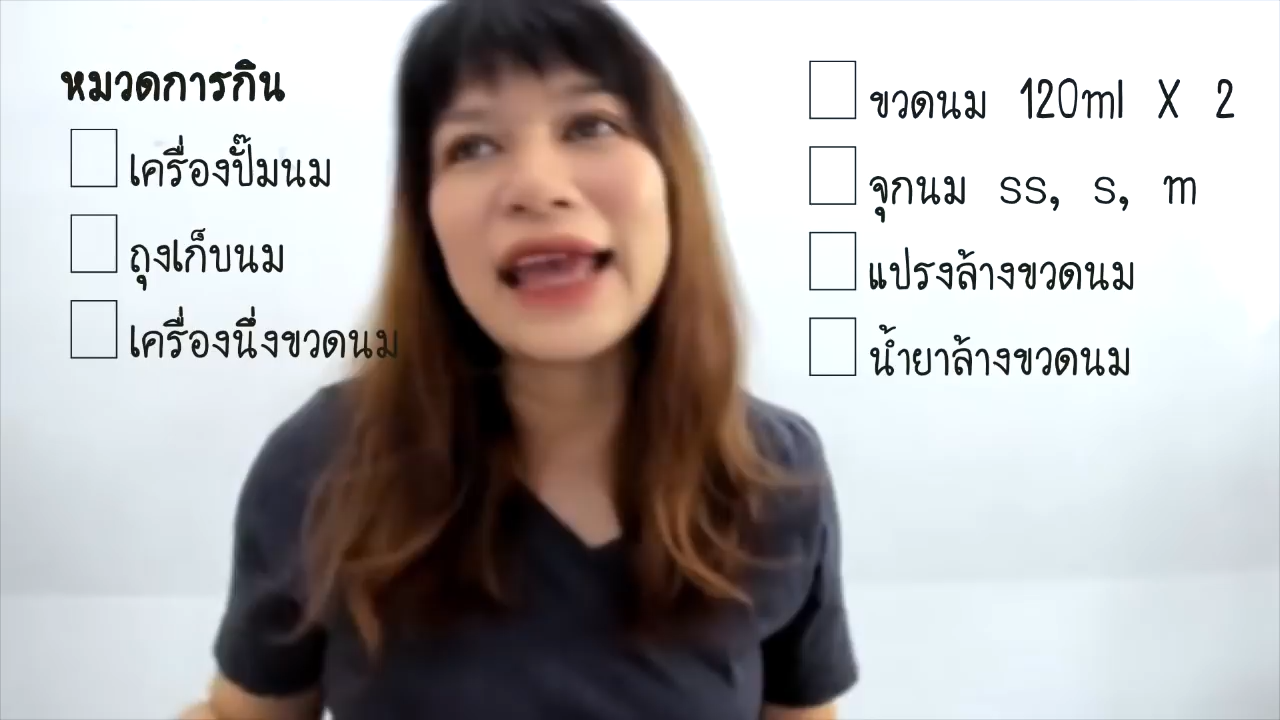 หมวดการกิน
เครื่องปั๊มนม
ถุงเก็บนม
เครื่องนึ่งขวดนม
ขวดนม 120ml X 2
จุกนม ss, s, m
แปรงล้างขวดนม
น้ำยาล้างขวดนม